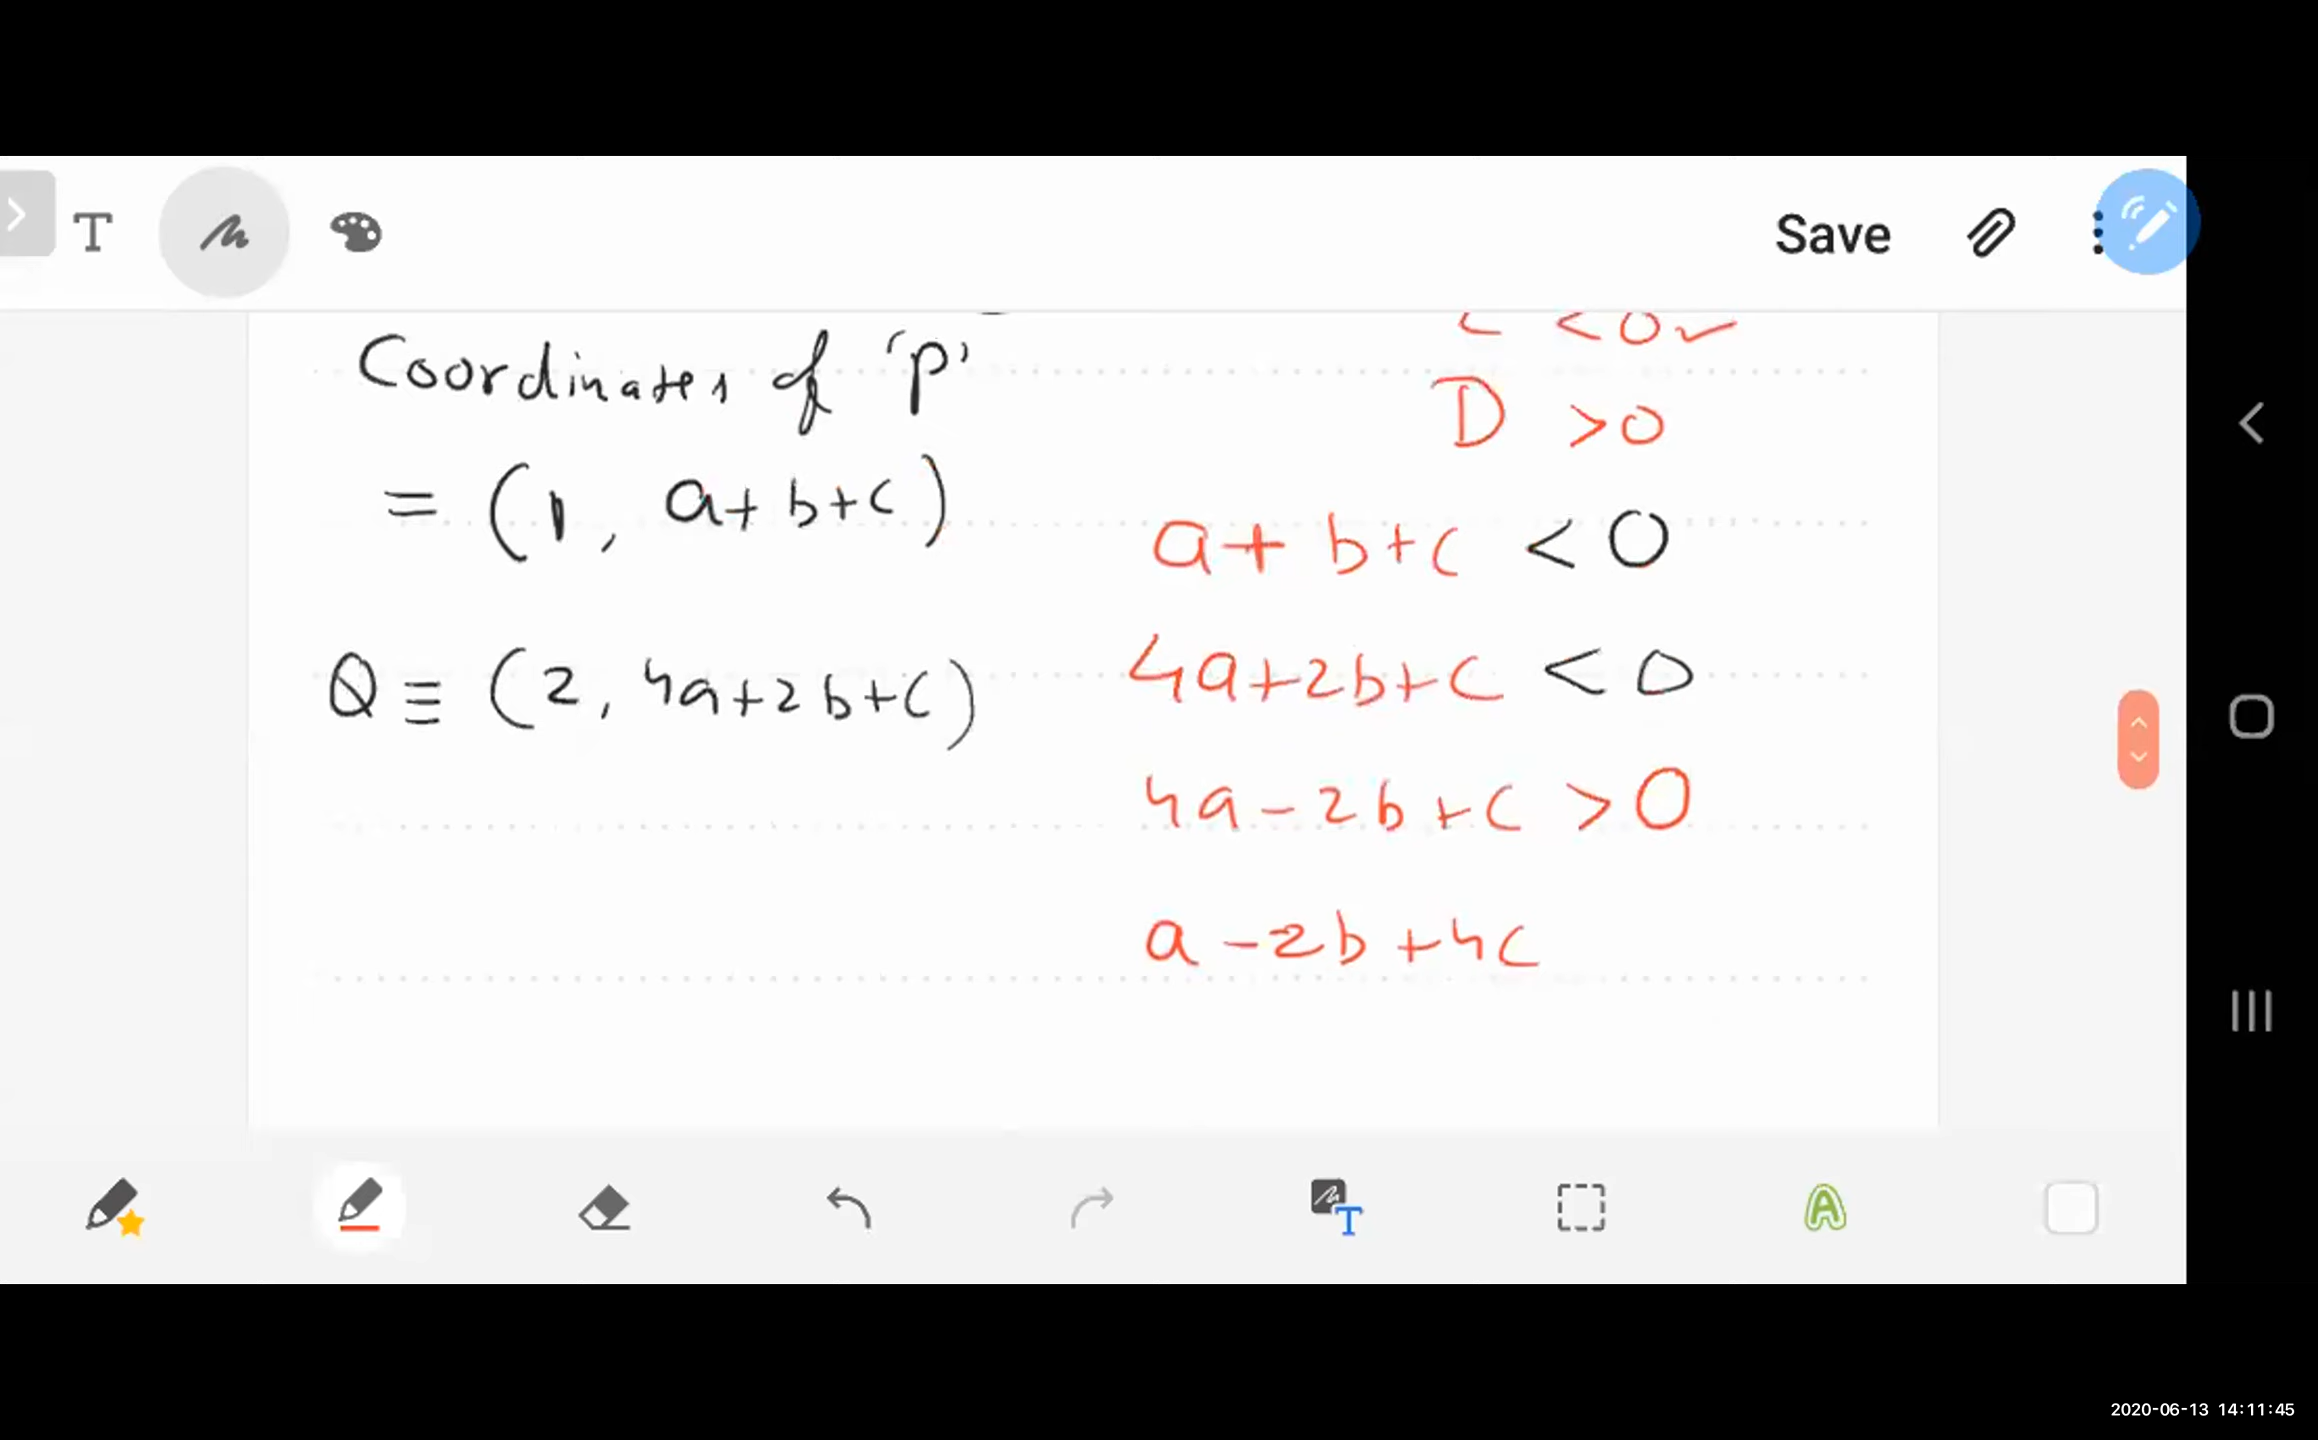 T
Save
Coordinates of 'P'
= (1, a+b+c)
Q ≡ (2, 4a+2b+c)
c <0✓
D >0
a+b+c <0
4a+2b+c <0
4a-2b+c >0
a-2b+4c
T
A
2020-06-13 14:11:45